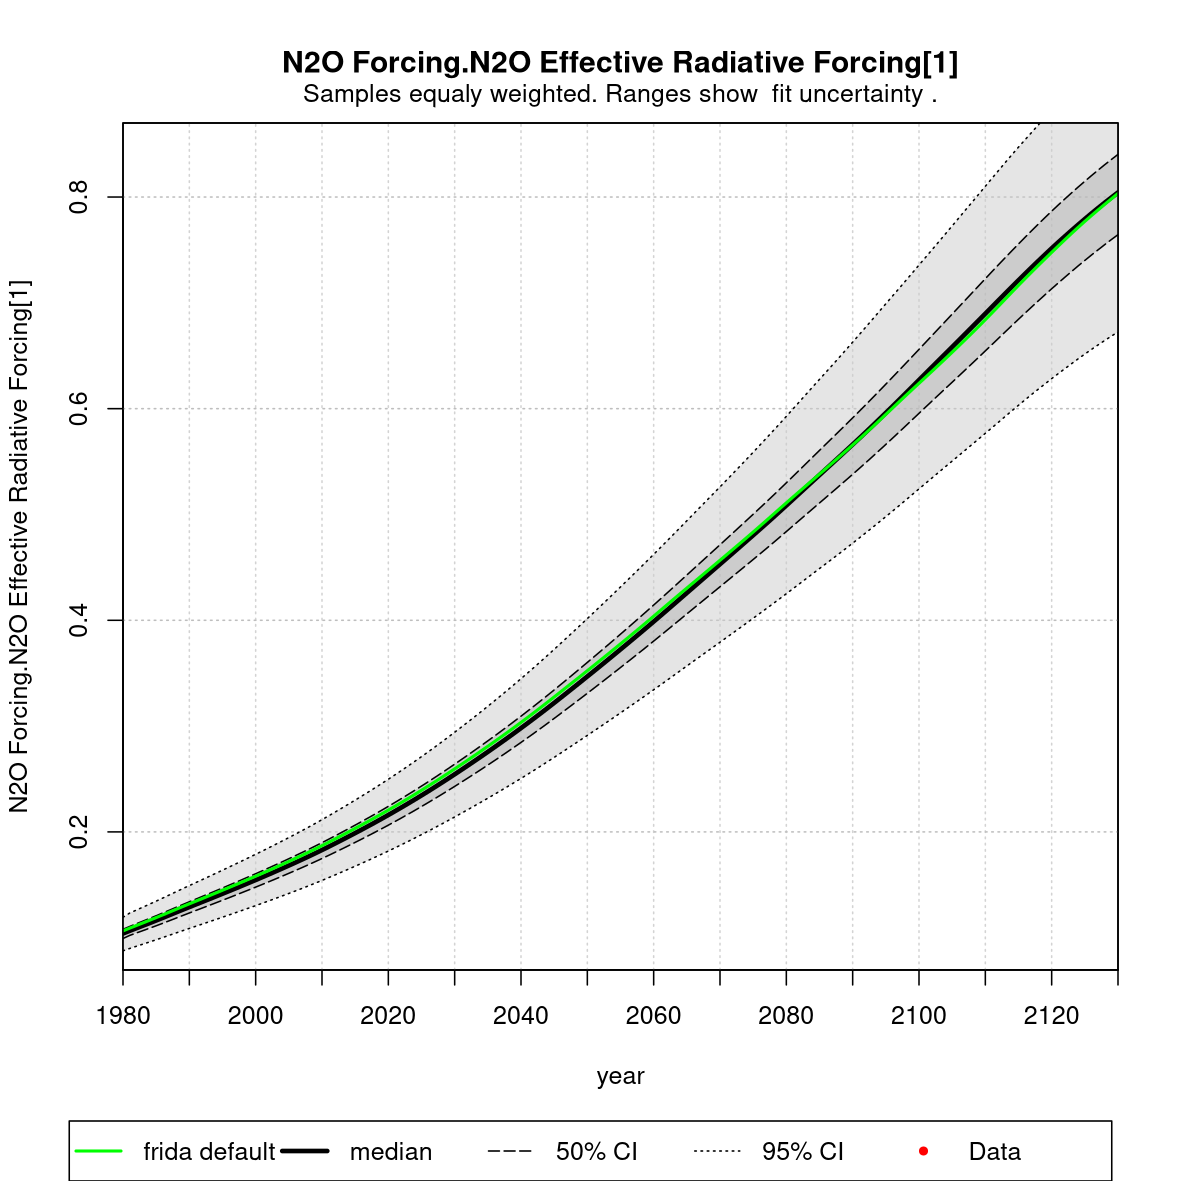 N2O Forcing.N2O Effective Radiative Forcing[1]
Samples equaly weighted. Ranges show  fit uncertainty .
N2O Forcing.N2O Effective Radiative Forcing[1]
0.8
0.6
0.4
0.2
1980 2000 2020 2040 2060 2080 2100 2120
year
frida default median 50% CI 95% CI Data